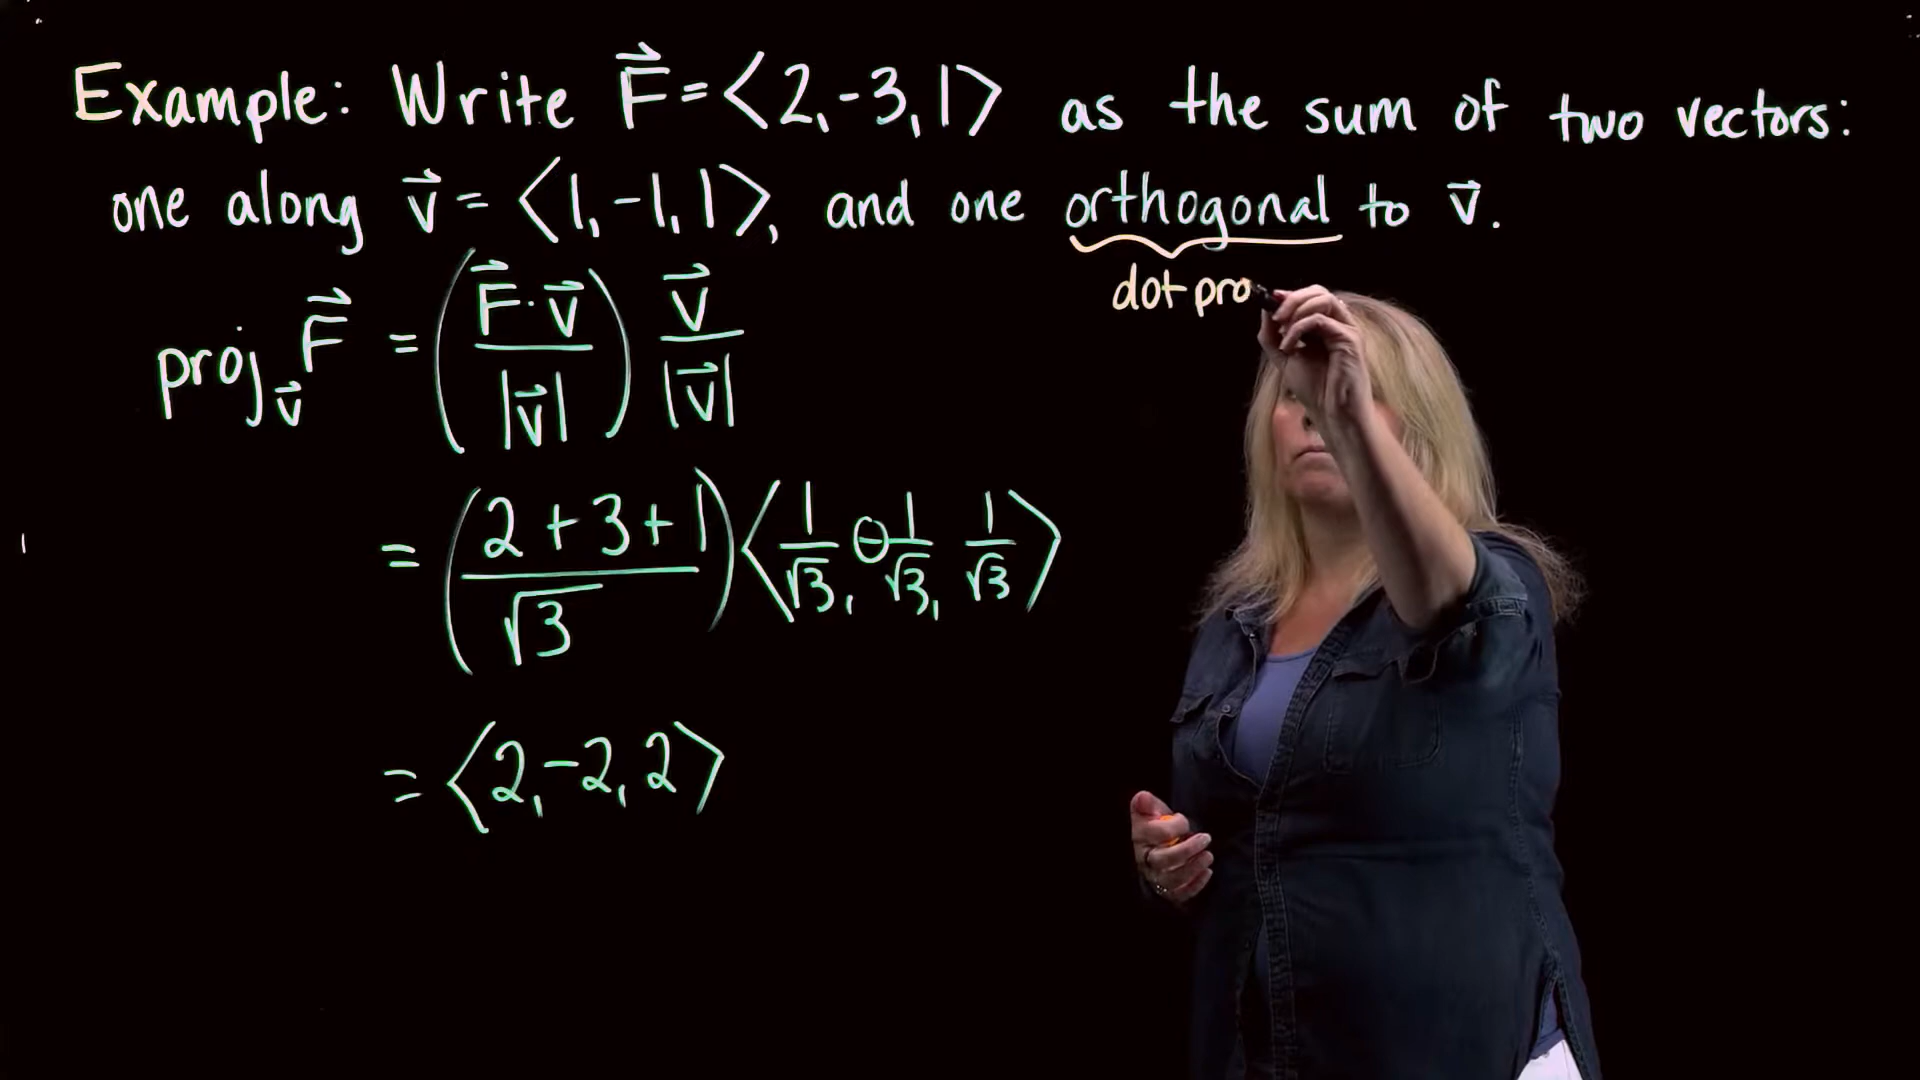 Example: Write F⃗ = ⟨2, -3, 1⟩ as the sum of two vectors:
one along v⃗ = ⟨1, -1, 1⟩, and one orthogonal to v⃗.
dot pro
proj_v⃗ F⃗ = (F⃗ · v⃗ / |v⃗|) v⃗ / |v⃗|
= ((2 + 3 + 1) / √3) ⟨1/√3, -1/√3, 1/√3⟩
= ⟨2, -2, 2⟩